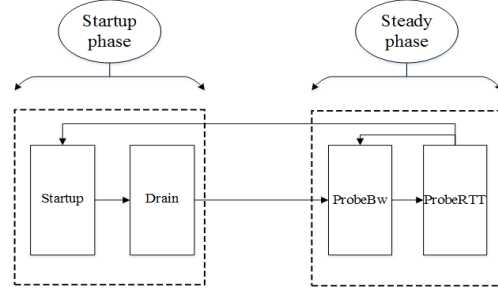 Startup
phase
Steady
phase
Startup
Drain
ProbeBw
ProbeRTT